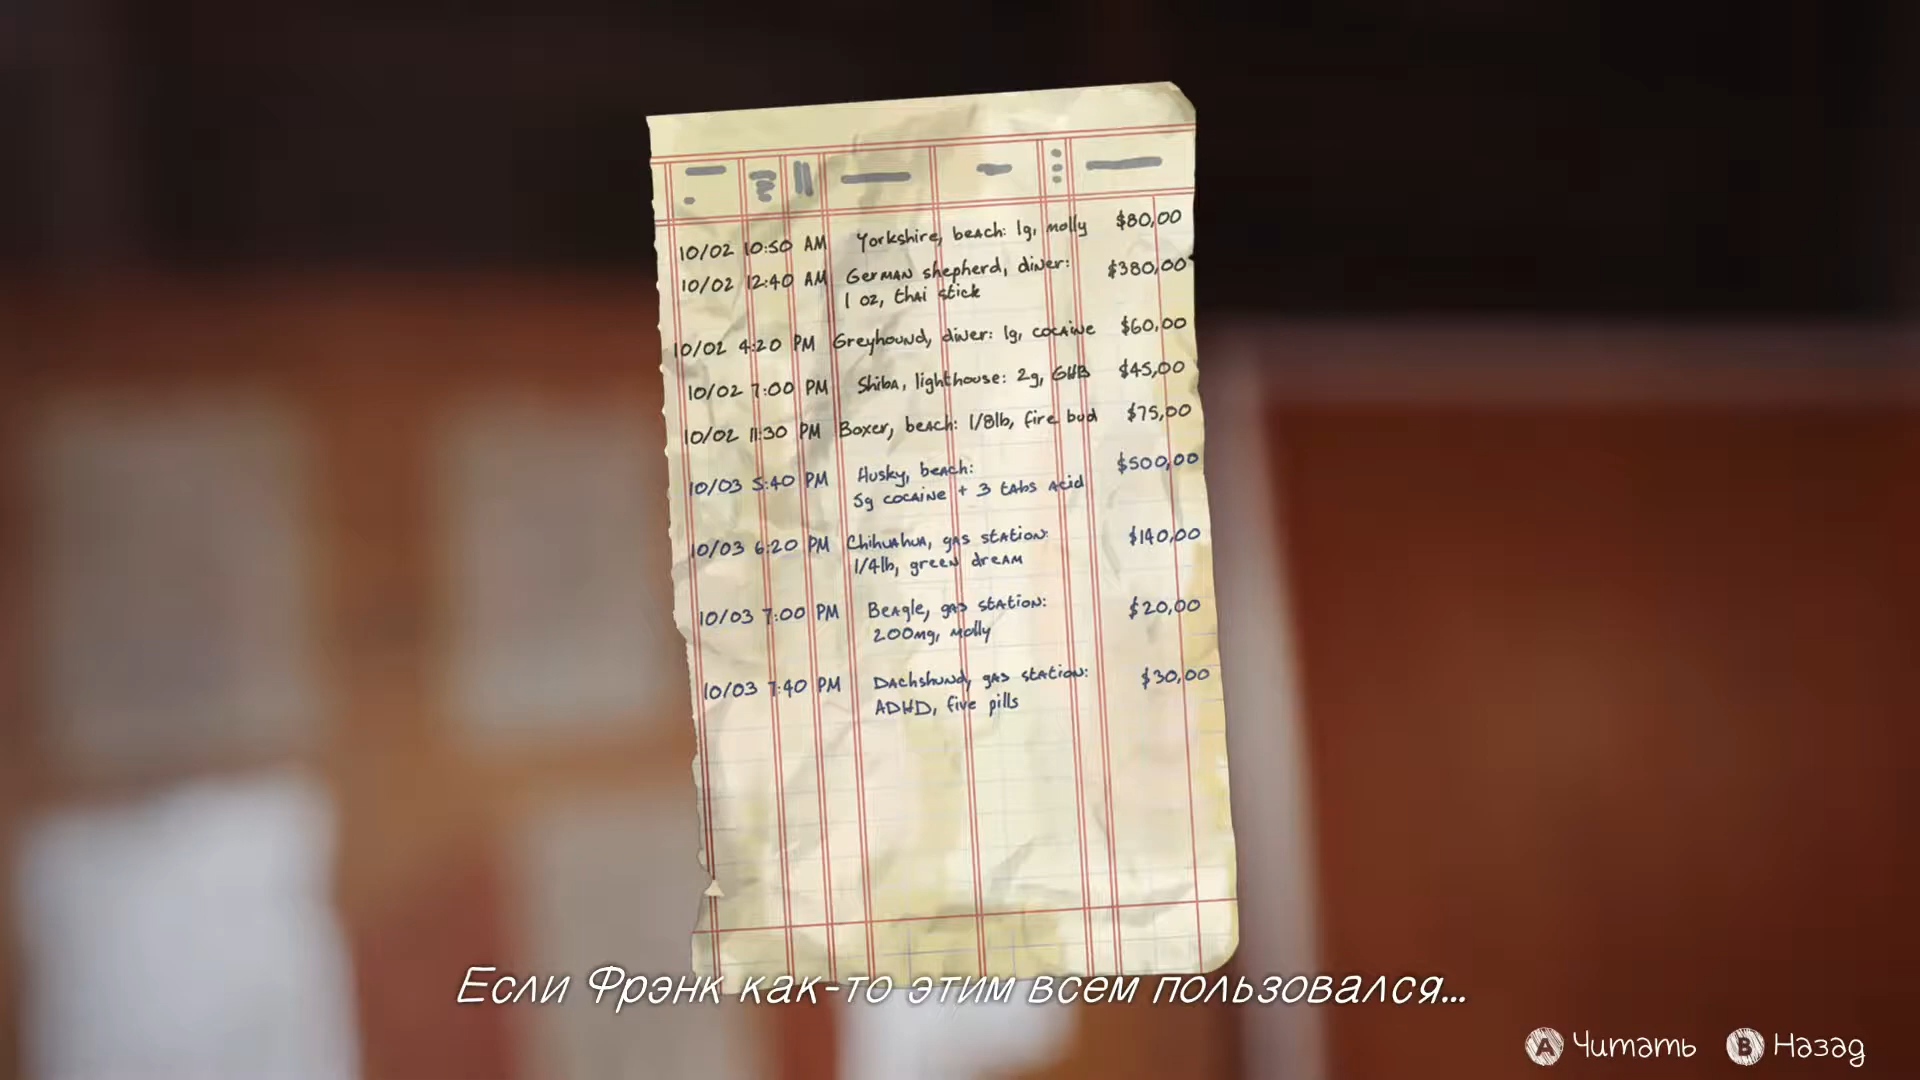 10/02 10:50 AM Yorkshire, beach: 1g, molly $80,00
10/02 12:40 AM German shepherd, diner: $380,00
1 oz, thai stick
10/02 4:20 PM Greyhound, diner: 1g, cocaine $60,00
10/02 7:00 PM Shiba, lighthouse: 2g, GHB $45,00
10/02 11:30 PM Boxer, beach: 1/8lb, fire bud $75,00
10/03 5:40 PM Husky, beach: $500,00
5g cocaine + 3 tabs acid
10/03 6:20 PM Chihuahua, gas station: $140,00
1/4lb, green dream
10/03 7:00 PM Beagle, gas station: $20,00
200mg, molly
10/03 7:40 PM Dachshund, gas station: $30,00
ADHD, five pills
Если Фрэнк как-то этим всем пользовался...
A Читать B Назад